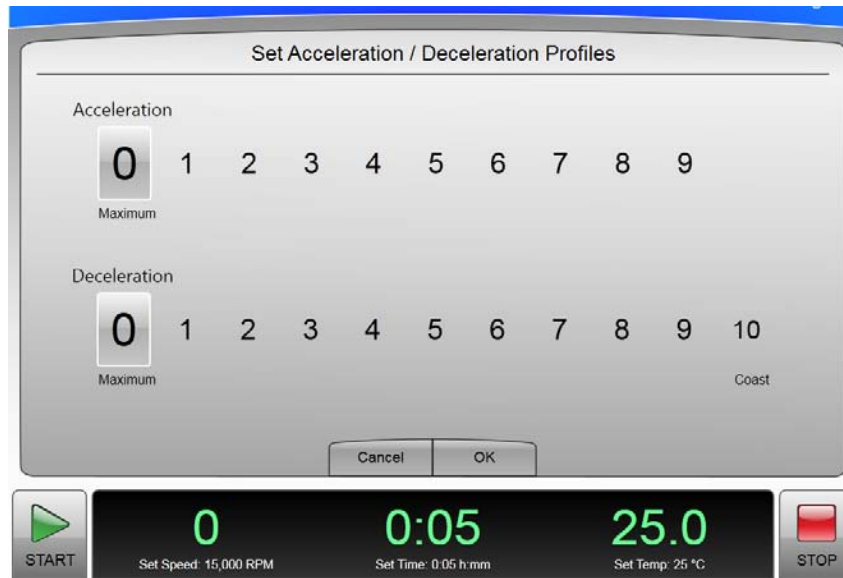 Set Acceleration / Deceleration Profiles
Acceleration
0 1 2 3 4 5 6 7 8 9
Maximum
Deceleration
0 1 2 3 4 5 6 7 8 9 10
Maximum Coast
Cancel OK
0 0:05 25.0
START Set Speed: 15,000 RPM Set Time: 0:05 h:mm Set Temp: 25 °C STOP